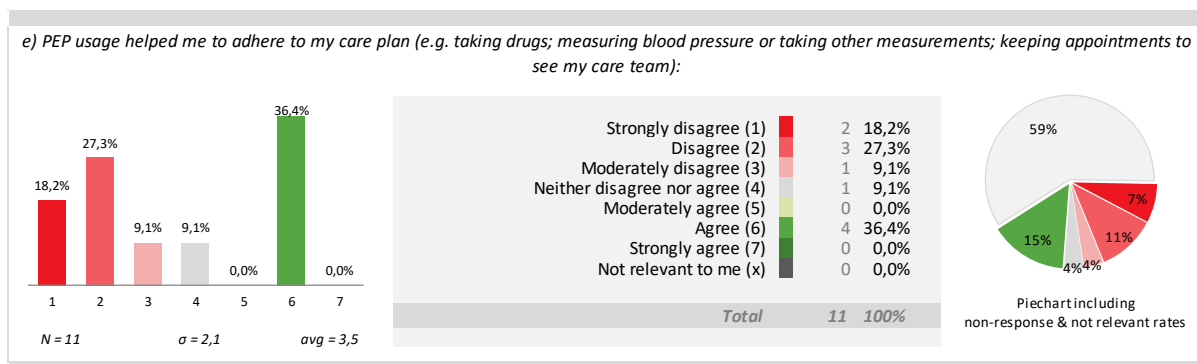 e) PEP usage helped me to adhere to my care plan (e.g. taking drugs; measuring blood pressure or taking other measurements; keeping appointments to
see my care team):
36,4%
27,3%
18,2%
9,1%
9,1%
0,0%
0,0%
1 2 3 4 5 6 7
N = 11 σ = 2,1 avg = 3,5
Strongly disagree (1) 2 18,2%
Disagree (2) 3 27,3%
Moderately disagree (3) 1 9,1%
Neither disagree nor agree (4) 1 9,1%
Moderately agree (5) 0 0,0%
Agree (6) 4 36,4%
Strongly agree (7) 0 0,0%
Not relevant to me (x) 0 0,0%
Total 11 100%
59%
7%
11%
4%
4%
15%
Piechart including
non-response & not relevant rates